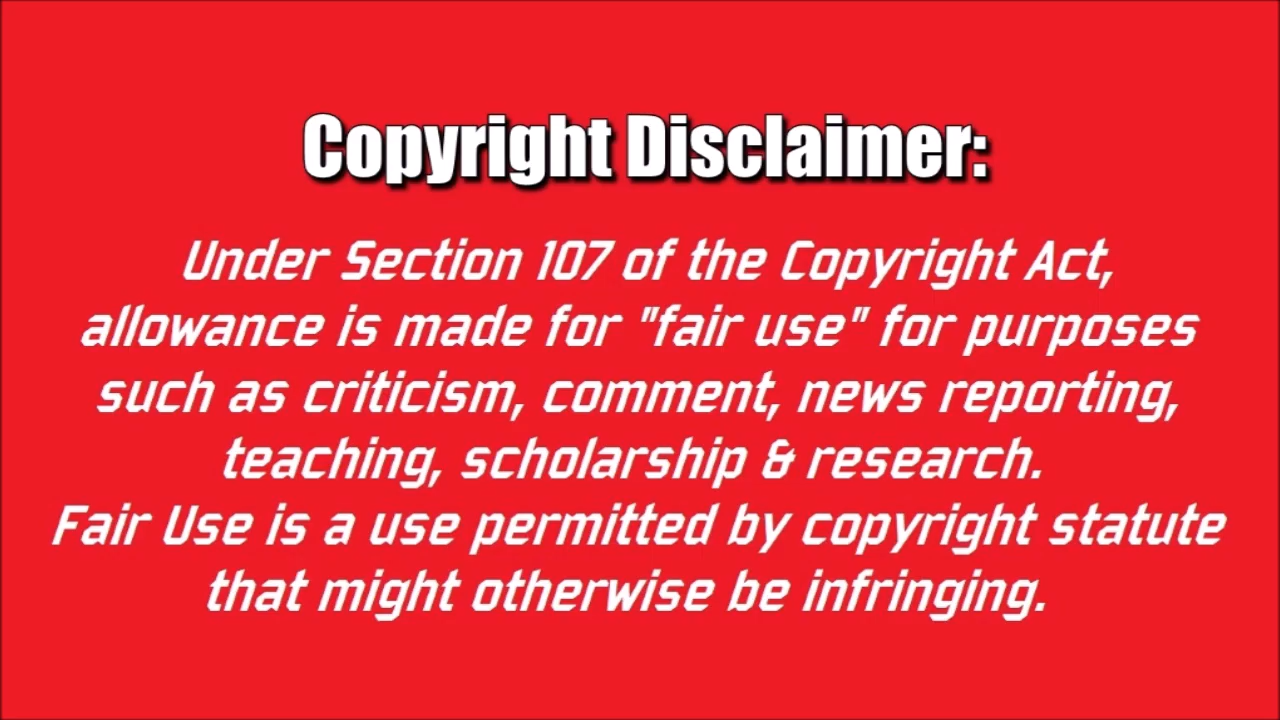 Copyright Disclaimer:
Under Section 107 of the Copyright Act,
allowance is made for "fair use" for purposes
such as criticism, comment, news reporting,
teaching, scholarship & research.
Fair Use is a use permitted by copyright statute
that might otherwise be infringing.